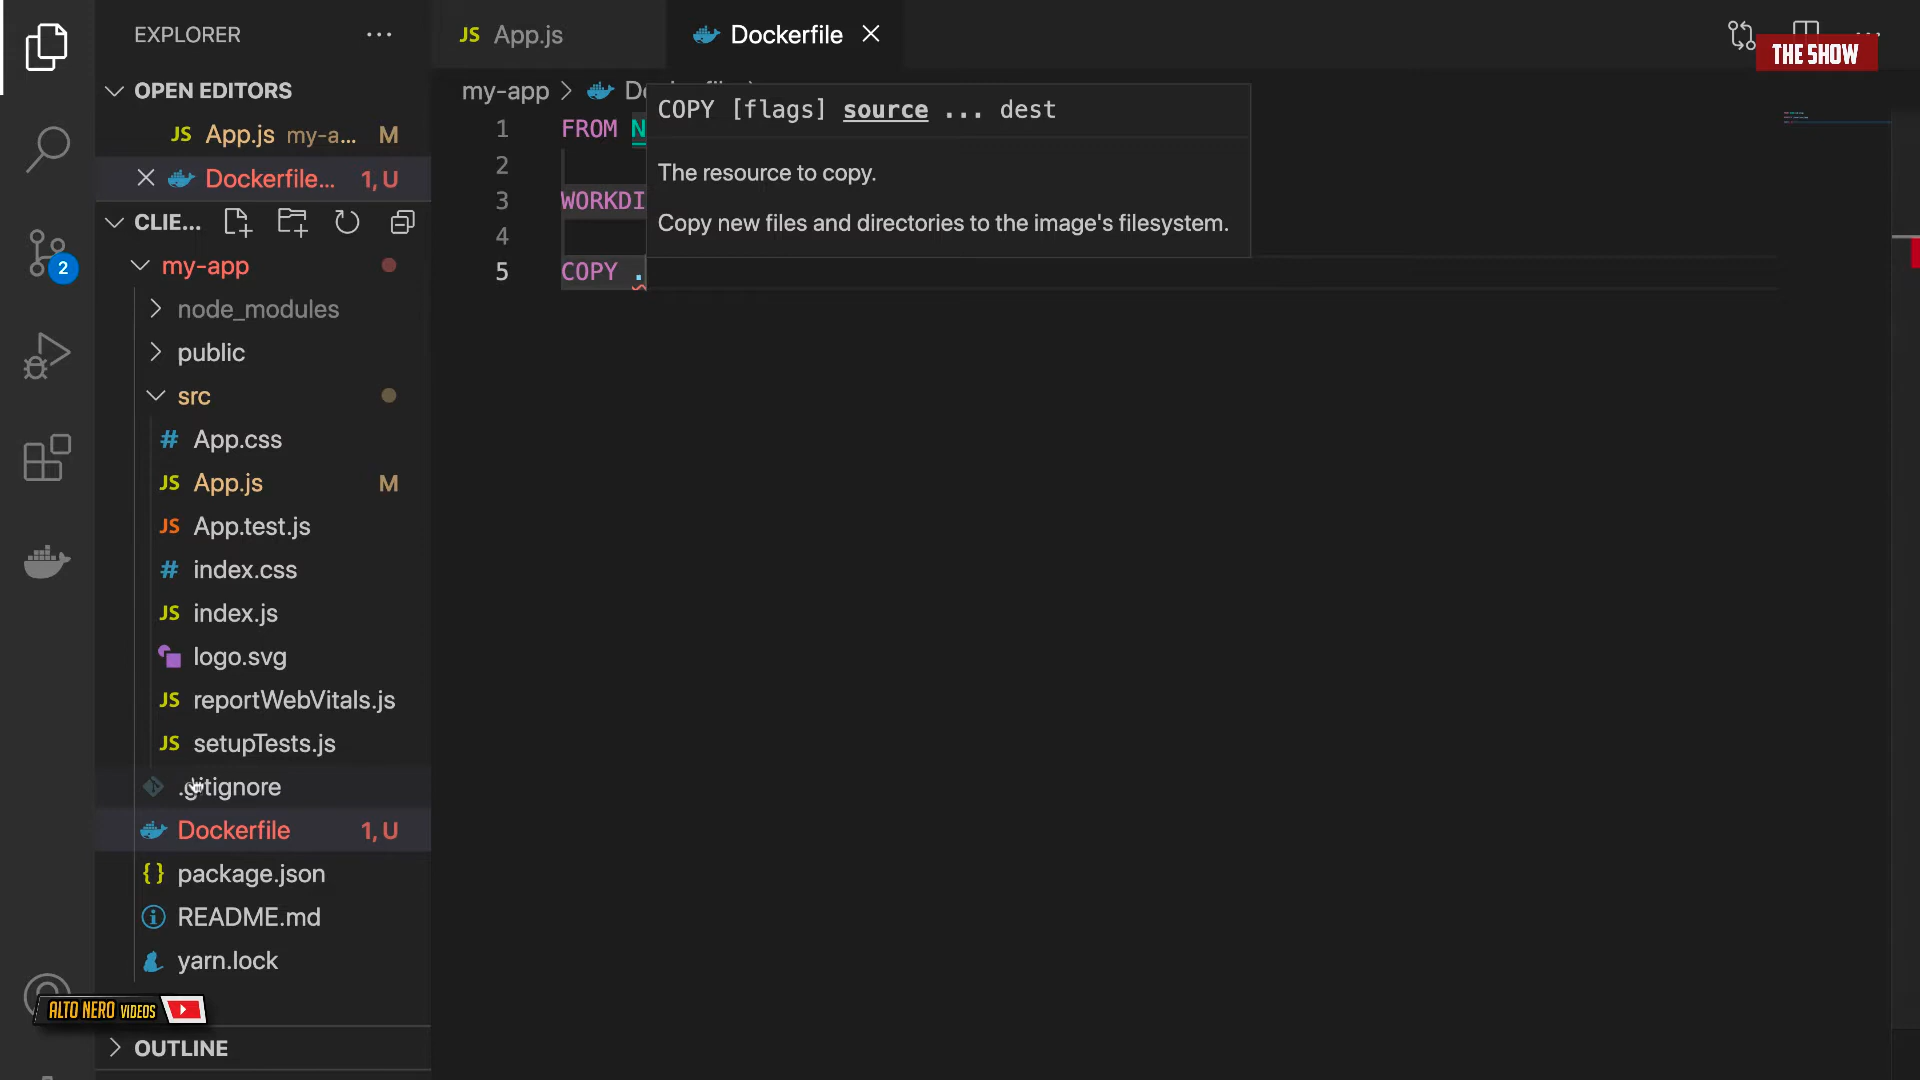 EXPLORER
OPEN EDITORS
JS App.js my-a... M
Dockerfile... 1, U
CLIE...
my-app
node_modules
public
src
# App.css
JS App.js M
JS App.test.js
# index.css
JS index.js
logo.svg
JS reportWebVitals.js
JS setupTests.js
.gitignore
Dockerfile 1, U
{} package.json
README.md
yarn.lock
OUTLINE
2
ALTO NERO VIDEOS
JS App.js
Dockerfile
THE SHOW
my-app >
COPY [flags] source ... dest
The resource to copy.
Copy new files and directories to the image's filesystem.
1 FROM N
2
3 WORKDI
4
5 COPY .